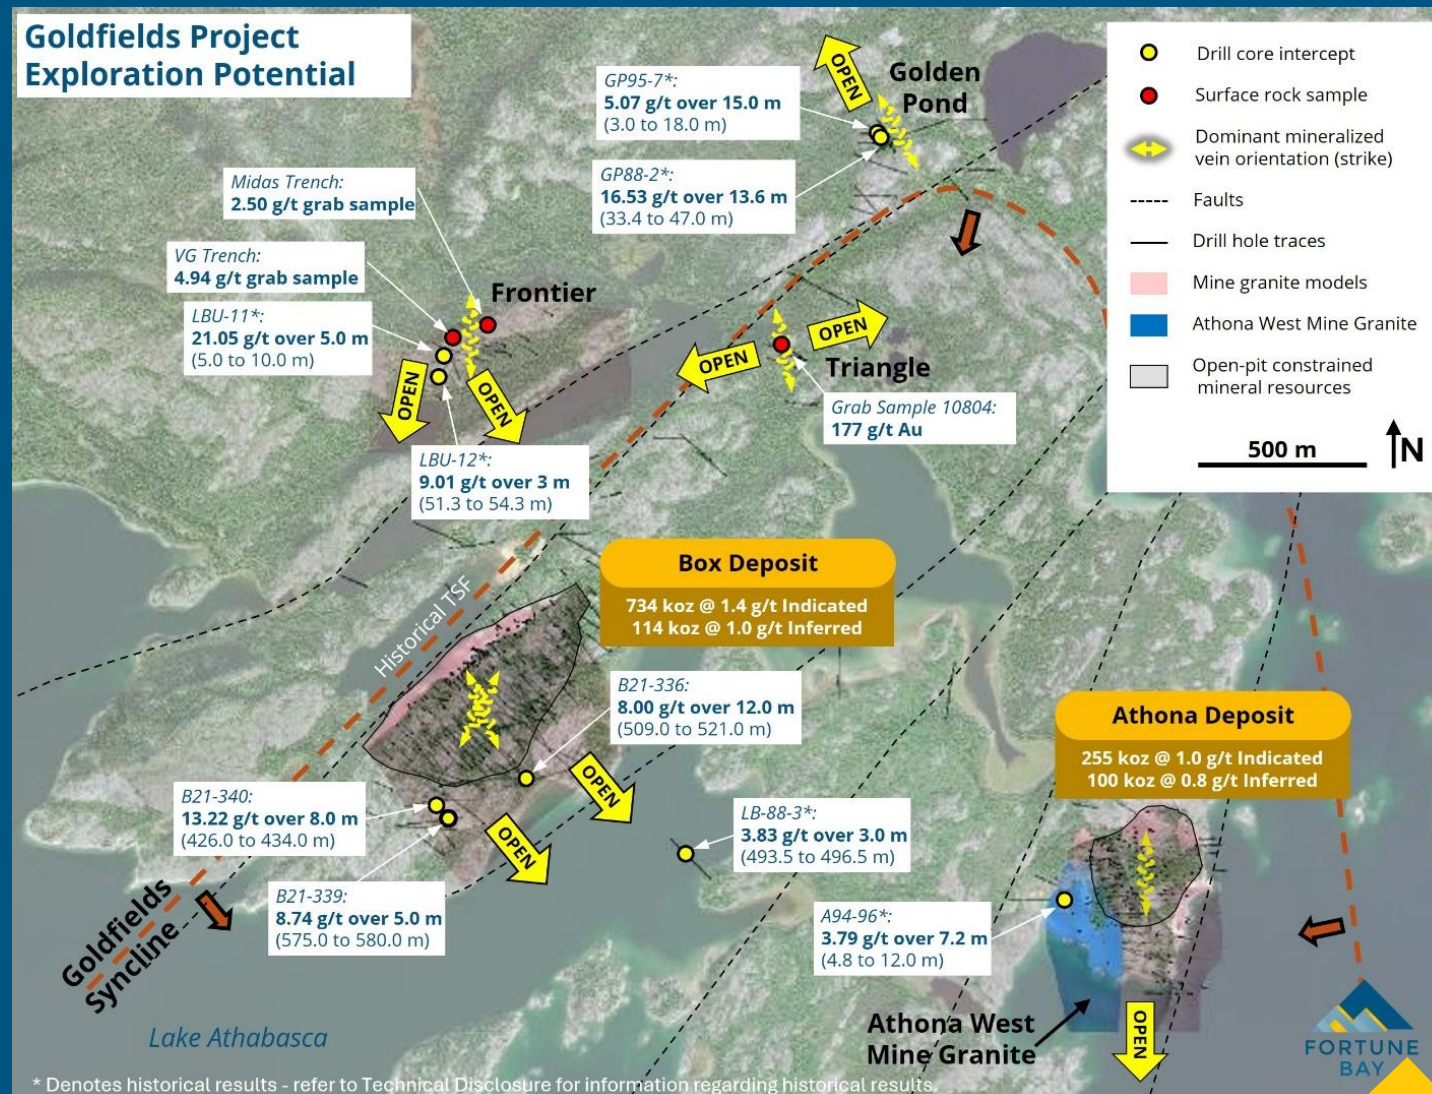 Goldfields Project
Exploration Potential
GP95-7*:
5.07 g/t over 15.0 m
(3.0 to 18.0 m)
OPEN
Golden
Pond
GP88-2*:
16.53 g/t over 13.6 m
(33.4 to 47.0 m)
Midas Trench:
2.50 g/t grab sample
VG Trench:
4.94 g/t grab sample
Frontier
LBU-11*:
21.05 g/t over 5.0 m
(5.0 to 10.0 m)
OPEN
OPEN
LBU-12*:
9.01 g/t over 3 m
(51.3 to 54.3 m)
OPEN
OPEN
Triangle
Grab Sample 10804:
177 g/t Au
Drill core intercept
Surface rock sample
Dominant mineralized
vein orientation (strike)
Faults
Drill hole traces
Mine granite models
Athona West Mine Granite
Open-pit constrained
mineral resources
500 m
N
Historical TSF
Box Deposit
734 koz @ 1.4 g/t Indicated
114 koz @ 1.0 g/t Inferred
B21-336:
8.00 g/t over 12.0 m
(509.0 to 521.0 m)
OPEN
OPEN
B21-340:
13.22 g/t over 8.0 m
(426.0 to 434.0 m)
B21-339:
8.74 g/t over 5.0 m
(575.0 to 580.0 m)
LB-88-3*:
3.83 g/t over 3.0 m
(493.5 to 496.5 m)
Athona Deposit
255 koz @ 1.0 g/t Indicated
100 koz @ 0.8 g/t Inferred
A94-96*:
3.79 g/t over 7.2 m
(4.8 to 12.0 m)
Goldfields
Syncline
Lake Athabasca
Athona West
Mine Granite
OPEN
FORTUNE
BAY
* Denotes historical results - refer to Technical Disclosure for information regarding historical results.